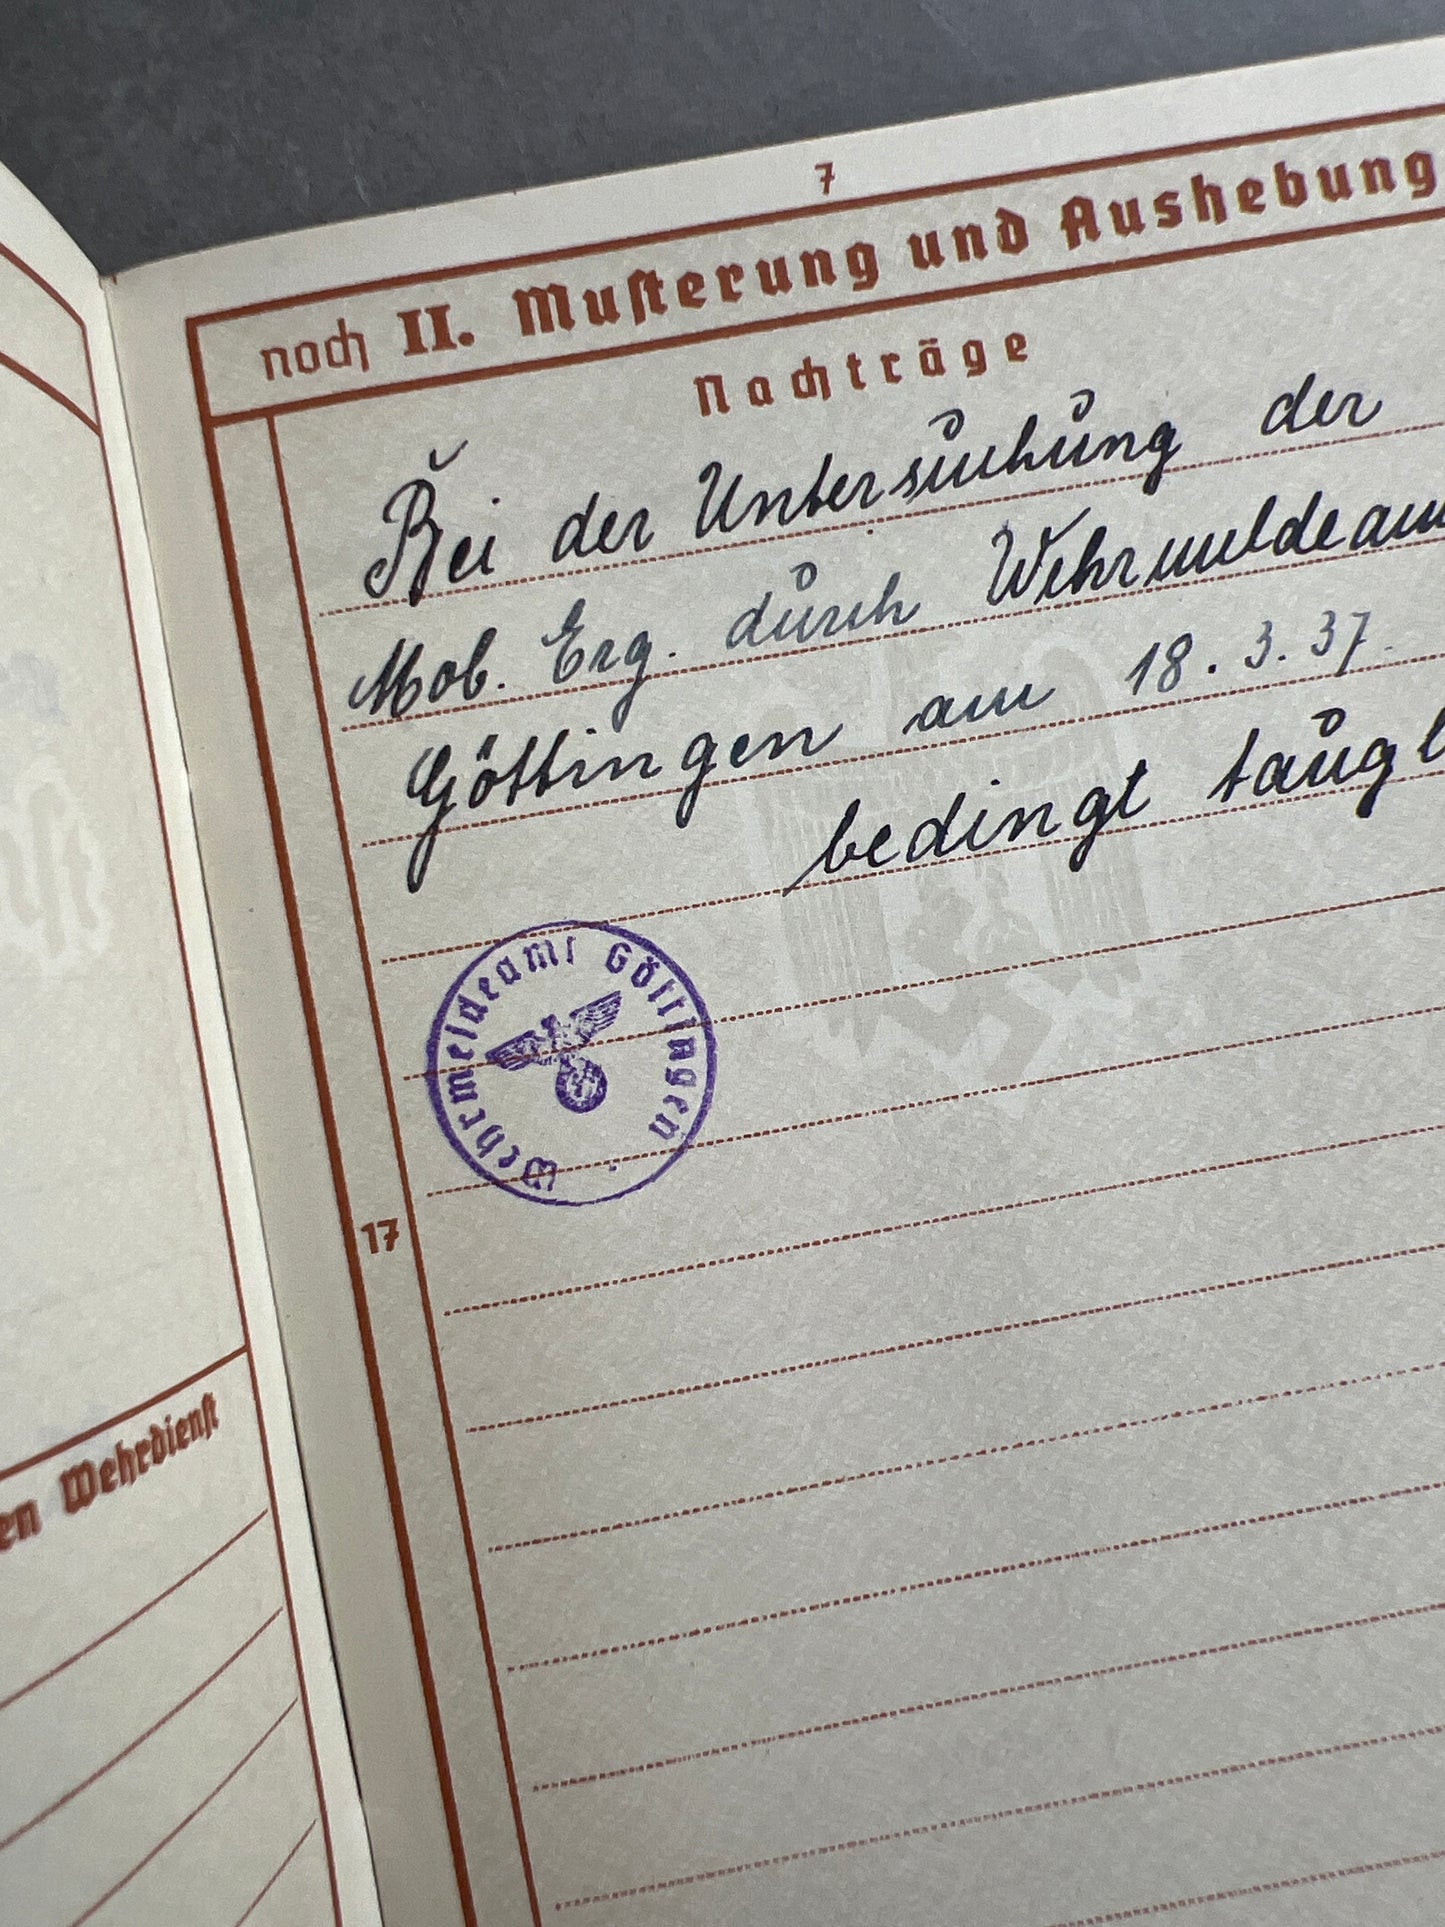 7
noch II. Musterung und Aushebung
Nachträge
Bei der Untersuchung der
Mob. Erg. durch Wehrmeldeam
Göttingen am 18.3.37.
bedingt taugl
Wehrmeldeamt Göttingen
17
en Wehrdienst